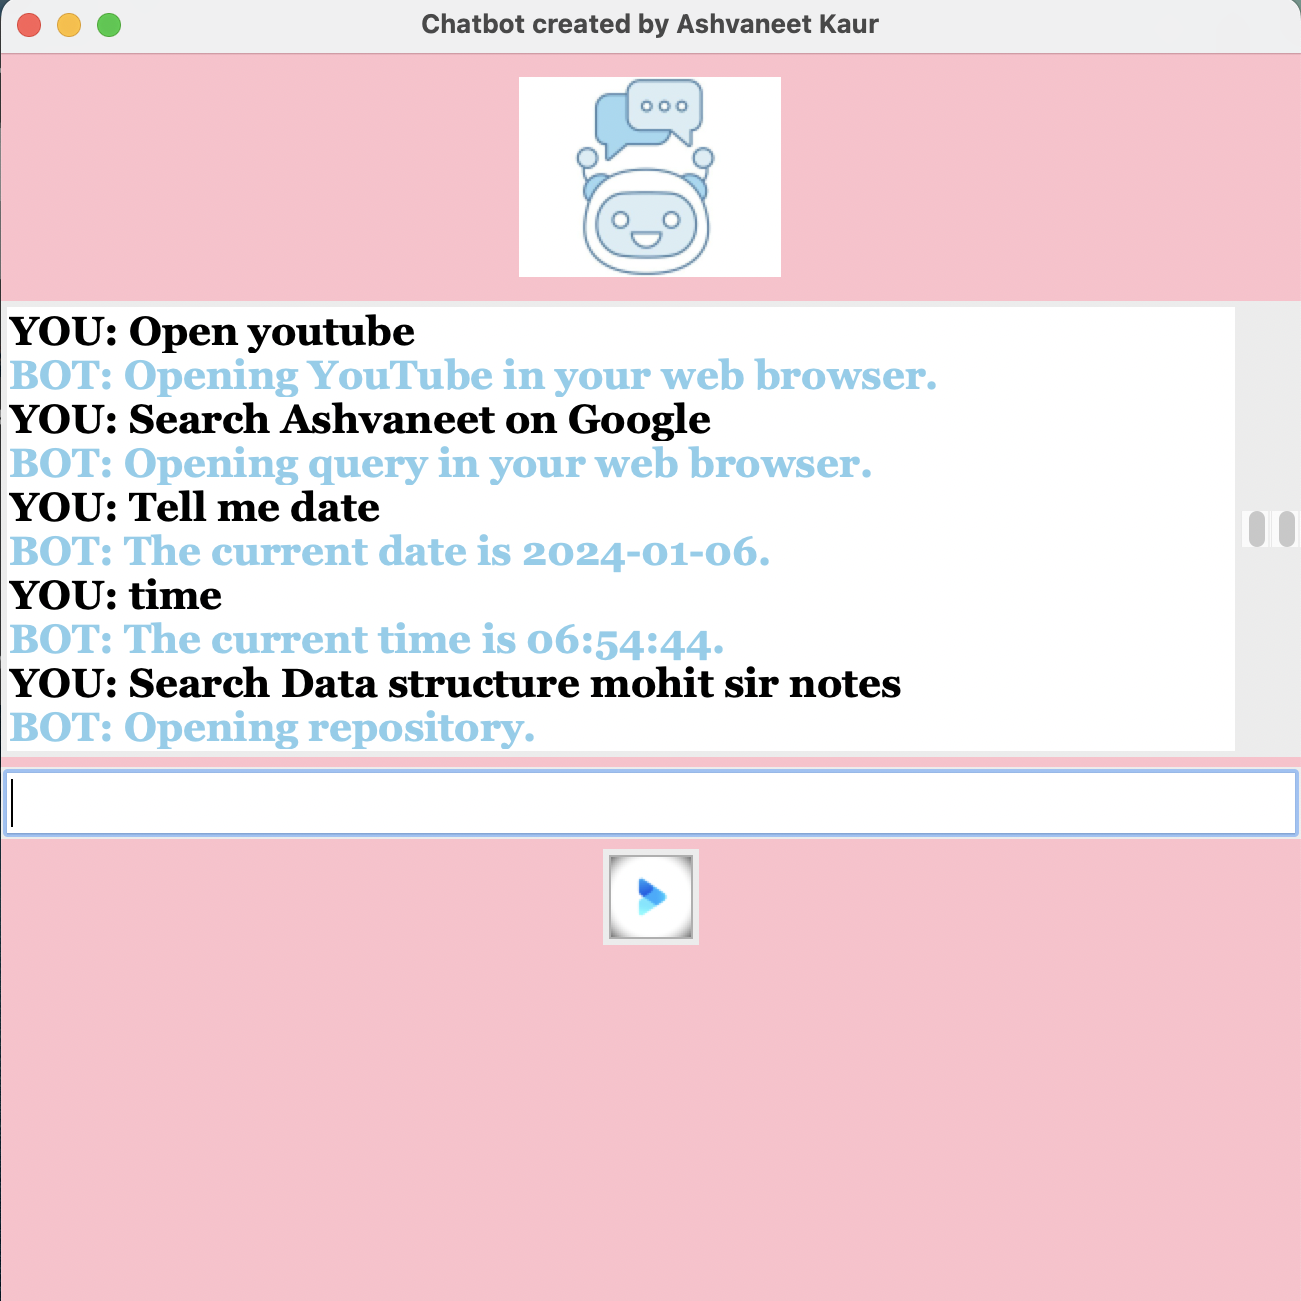 Chatbot created by Ashvaneet Kaur
YOU: Open youtube
BOT: Opening YouTube in your web browser.
YOU: Search Ashvaneet on Google
BOT: Opening query in your web browser.
YOU: Tell me date
BOT: The current date is 2024-01-06.
YOU: time
BOT: The current time is 06:54:44.
YOU: Search Data structure mohit sir notes
BOT: Opening repository.